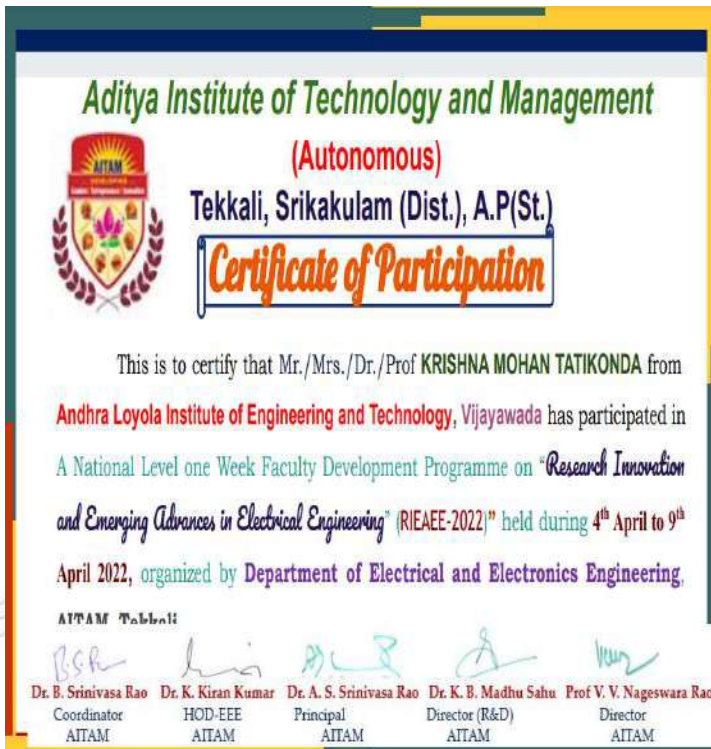 Aditya Institute of Technology and Management
(Autonomous)
AITAM
Tekkali, Srikakulam (Dist.), A.P(St.)
Certificate of Participation
This is to certify that Mr./Mrs./Dr./Prof KRISHNA MOHAN TATIKONDA from
Andhra Loyola Institute of Engineering and Technology, Vijayawada has participated in
A National Level one Week Faculty Development Programme on “Research Innovation
and Emerging Advances in Electrical Engineering” (RIEAEE-2022)” held during 4th April to 9th
April 2022, organized by Department of Electrical and Electronics Engineering,
AITAM, Tekkali
Dr. B. Srinivasa Rao Dr. K. Kiran Kumar Dr. A. S. Srinivasa Rao Dr. K. B. Madhu Sahu Prof V. V. Nageswara Rao
Coordinator HOD-EEE Principal Director (R&D) Director
AITAM AITAM AITAM AITAM AITAM